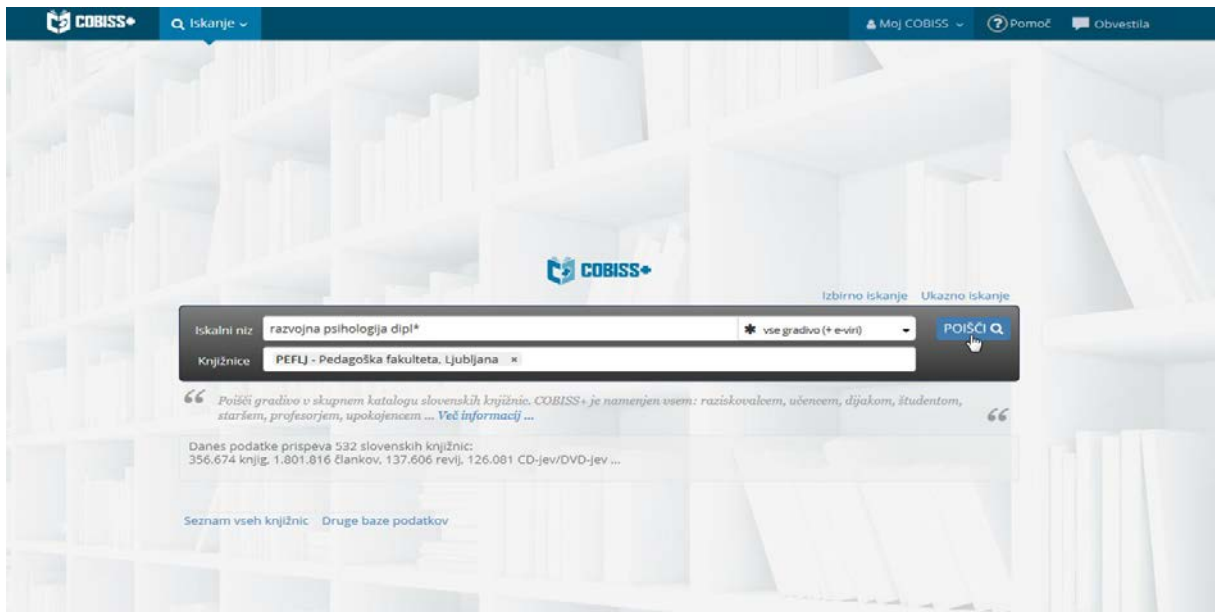 COBISS+ Iskanje Moj COBISS Pomoč Obvestila
COBISS+
Izbirno iskanje Ukazno iskanje
Iskalni niz razvojna psihologija dipl* vse gradivo (+ e-viri) POIŠČI
Knjižnice PEFLJ - Pedagoška fakulteta, Ljubljana ×
Poišči gradivo v skupnem katalogu slovenskih knjižnic. COBISS+ je namenjen vsem: raziskovalcem, učencem, dijakom, študentom,
staršem, profesorjem, upokojencem ... Več informacij ...
Danes podatke prispeva 532 slovenskih knjižnic:
356.674 knjig, 1.801.816 člankov, 137.606 revij, 126.081 CD-jev/DVD-jev ...
Seznam vseh knjižnic Druge baze podatkov